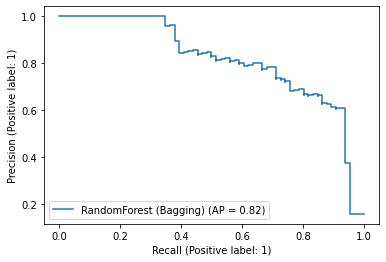 Precision (Positive label: 1)
1.0
0.8
0.6
0.4
0.2
RandomForest (Bagging) (AP = 0.82)
0.0 0.2 0.4 0.6 0.8 1.0
Recall (Positive label: 1)